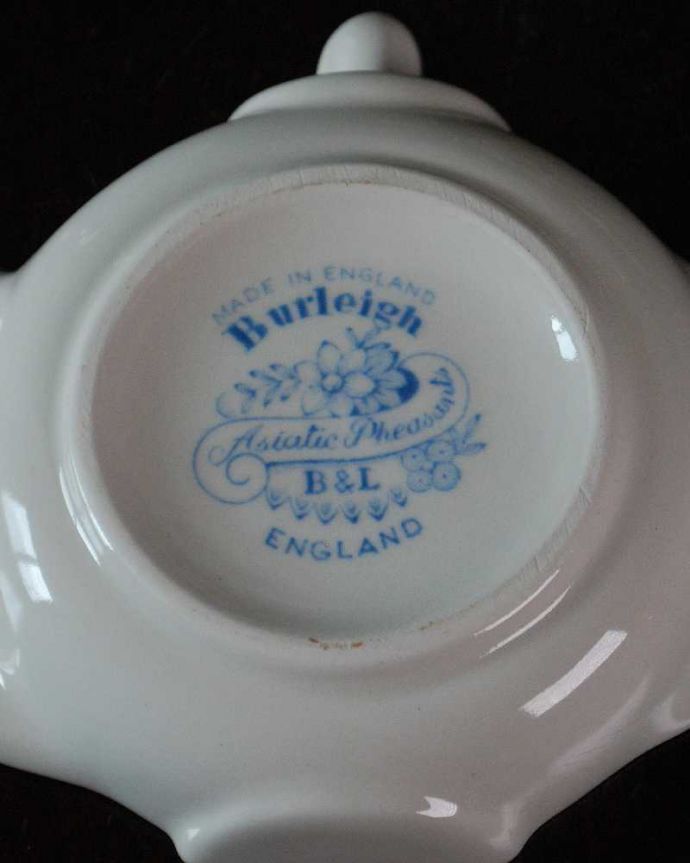 MADE IN ENGLAND
Burleigh
Asiatic Pheasants
B&L
ENGLAND